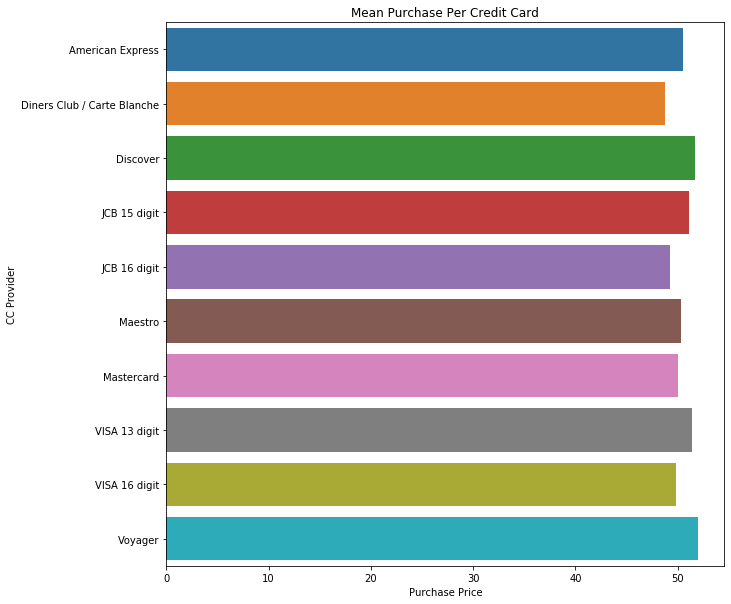 Mean Purchase Per Credit Card
CC Provider
American Express
Diners Club / Carte Blanche
Discover
JCB 15 digit
JCB 16 digit
Maestro
Mastercard
VISA 13 digit
VISA 16 digit
Voyager
0 10 20 30 40 50
Purchase Price